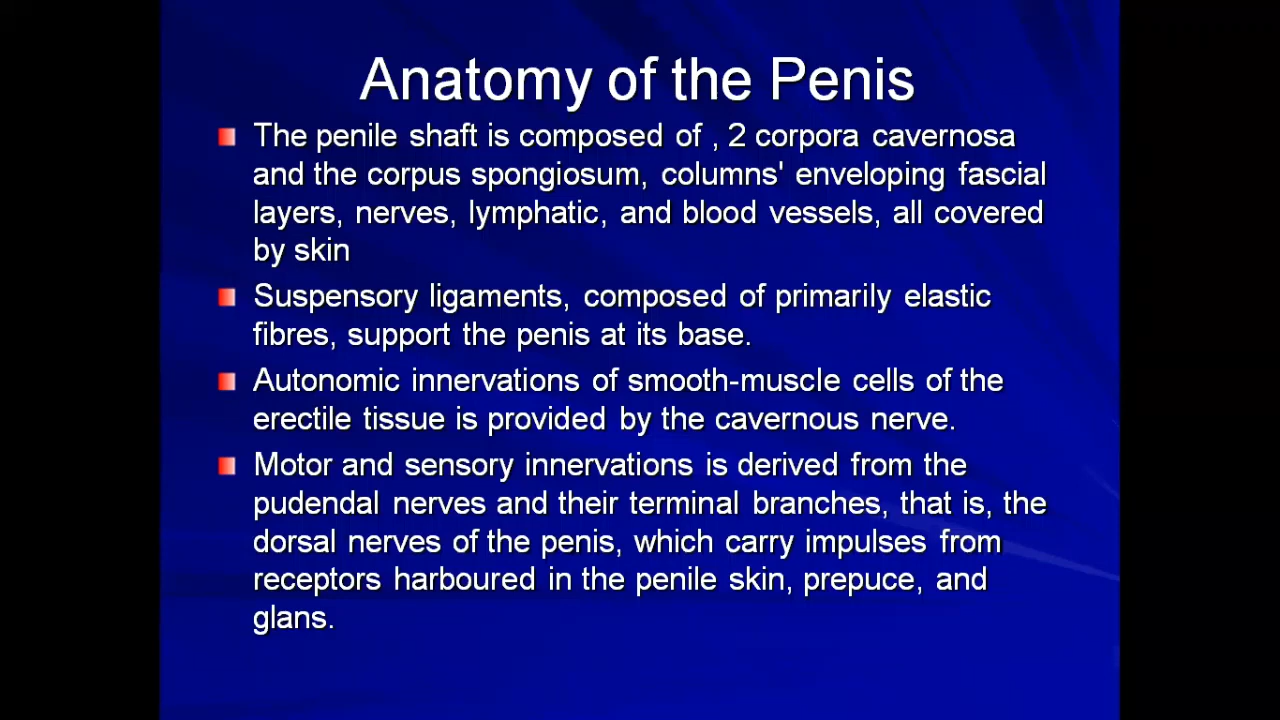 Anatomy of the Penis
The penile shaft is composed of , 2 corpora cavernosa
and the corpus spongiosum, columns' enveloping fascial
layers, nerves, lymphatic, and blood vessels, all covered
by skin
Suspensory ligaments, composed of primarily elastic
fibres, support the penis at its base.
Autonomic innervations of smooth-muscle cells of the
erectile tissue is provided by the cavernous nerve.
Motor and sensory innervations is derived from the
pudendal nerves and their terminal branches, that is, the
dorsal nerves of the penis, which carry impulses from
receptors harboured in the penile skin, prepuce, and
glans.